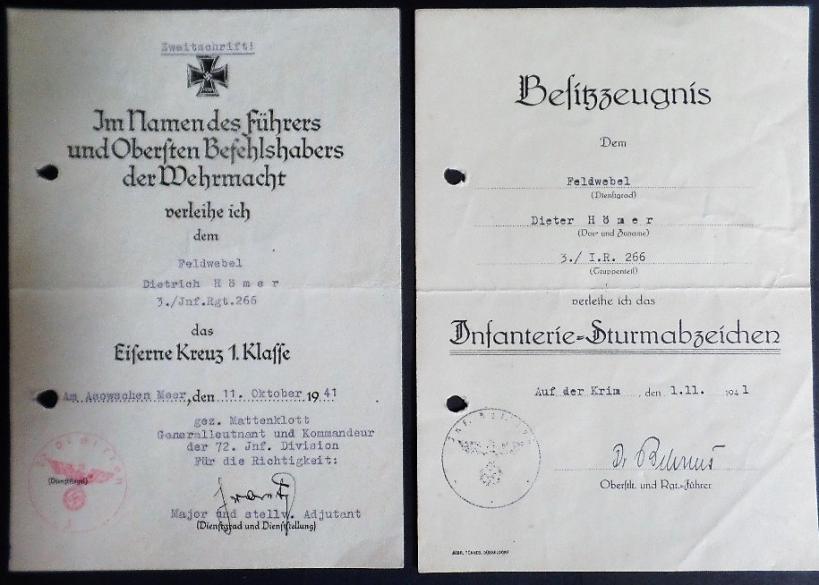 Zweitschrift!
Im Namen des Führers
und Obersten Befehlshabers
der Wehrmacht
verleihe ich
dem
Feldwebel
Dietrich H ö m e r
3./Jnf.Rgt.266
das
Eiserne Kreuz 1. Klasse
Am Asowschen Meer, den 11. Oktober 1941
gez. Mattenklott
Generalleutnant und Kommandeur
der 72. Jnf. Division
Für die Richtigkeit:
(Dienstsiegel)
Major und stellv. Adjutant
(Dienstgrad und Dienststellung)
Besitzzeugnis
Dem
Feldwebel
(Dienstgrad)
Dieter H ö m e r
(Vor- und Zuname)
3./ I.R. 266
(Truppenteil)
verleihe ich das
Infanterie-Sturmabzeichen
Auf der Krim, den 1.11. 1941
Oberstlt. und Rgt.-Führer